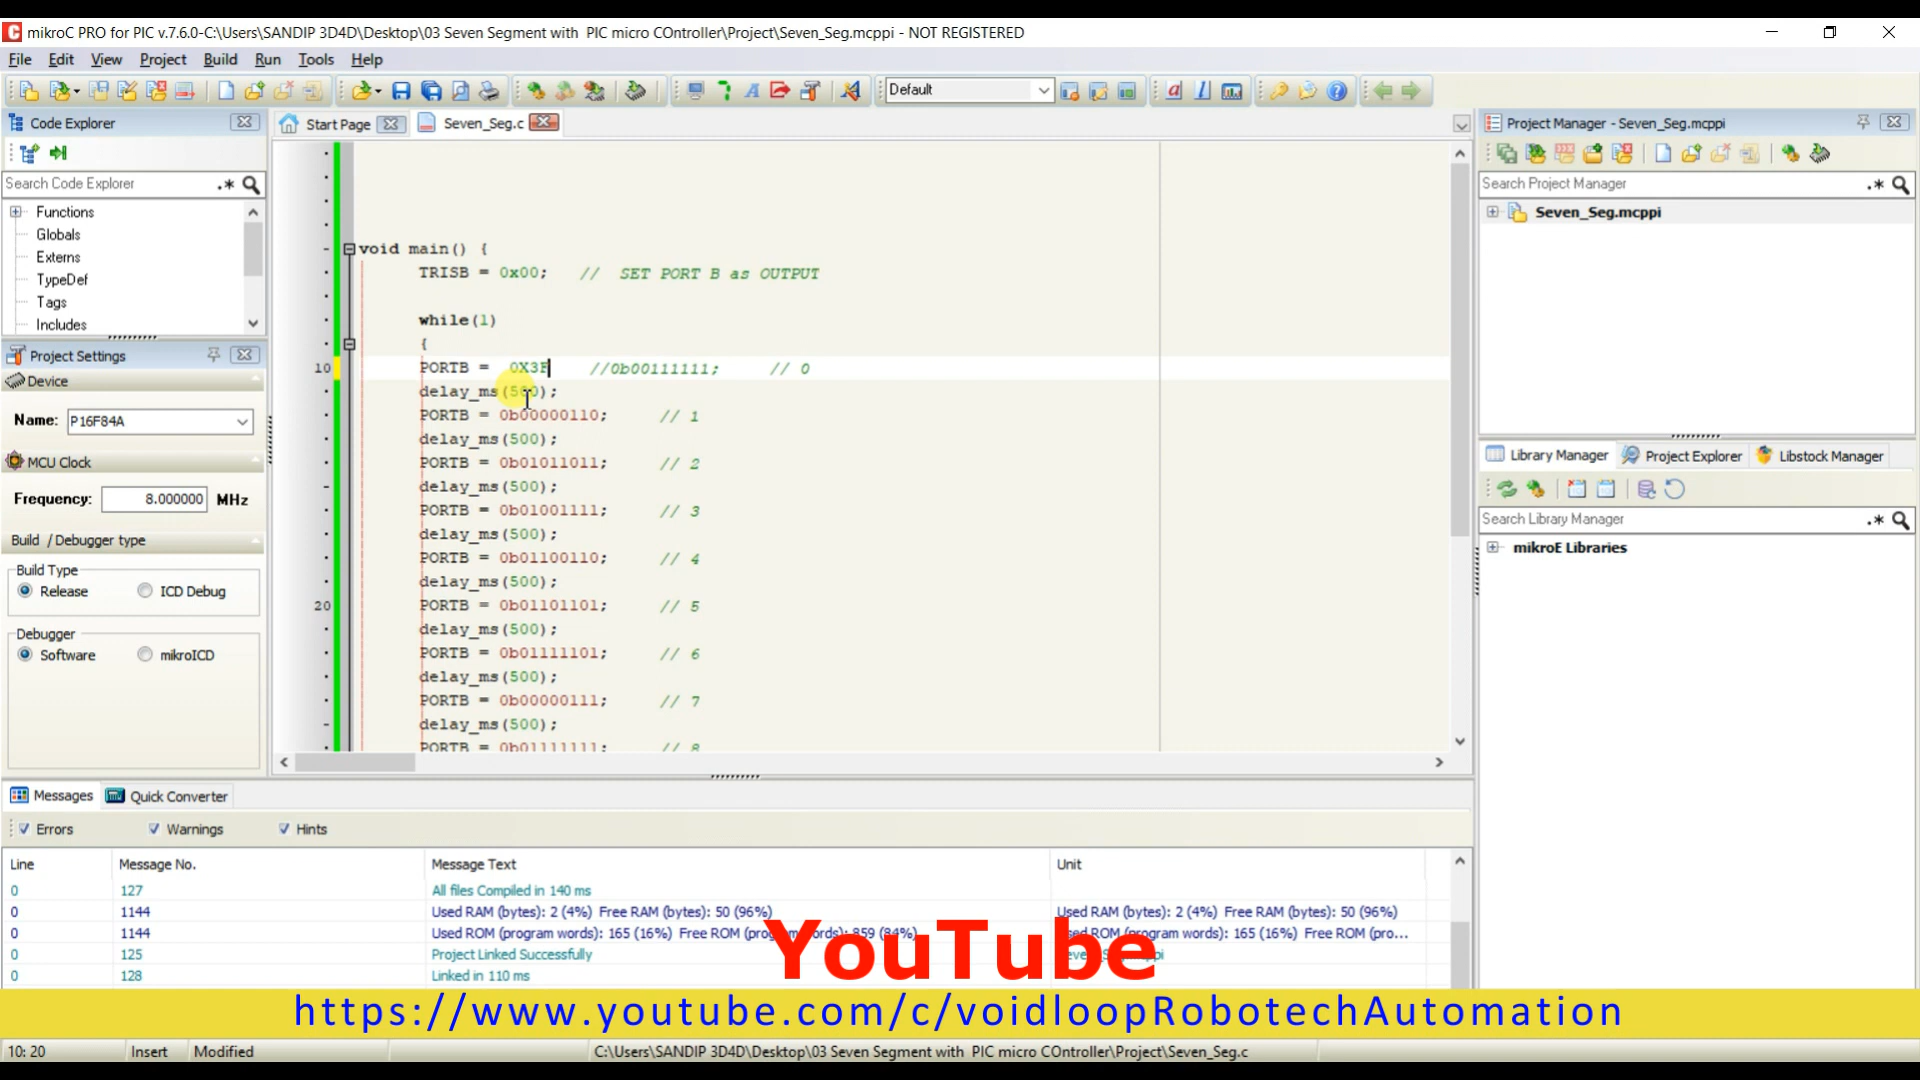 mikroC PRO for PIC v.7.6.0-C:\Users\SANDIP 3D4D\Desktop\03 Seven Segment with  PIC micro COntroller\Project\Seven_Seg.mcppi - NOT REGISTERED
File Edit View Project Build Run Tools Help
Default
Code Explorer
Search Code Explorer
Functions
Globals
Externs
TypeDef
Tags
Includes
Project Settings
Device
Name: P16F84A
MCU Clock
Frequency: 8.000000 MHz
Build / Debugger type
Build Type
Release ICD Debug
Debugger
Software mikroICD
Start Page Seven_Seg.c
void main() {
TRISB = 0x00; // SET PORT B as OUTPUT
while(1)
{
10 PORTB = 0X3F //0b00111111; // 0
delay_ms(500);
PORTB = 0b00000110; // 1
delay_ms(500);
PORTB = 0b01011011; // 2
delay_ms(500);
PORTB = 0b01001111; // 3
delay_ms(500);
PORTB = 0b01100110; // 4
delay_ms(500);
20 PORTB = 0b01101101; // 5
delay_ms(500);
PORTB = 0b01111101; // 6
delay_ms(500);
PORTB = 0b00000111; // 7
delay_ms(500);
PORTB = 0b01111111; // 8
Project Manager - Seven_Seg.mcppi
Search Project Manager
Seven_Seg.mcppi
Library Manager Project Explorer Libstock Manager
Search Library Manager
mikroE Libraries
Messages Quick Converter
Errors Warnings Hints
Line Message No. Message Text Unit
0 127 All files Compiled in 140 ms
0 1144 Used RAM (bytes): 2 (4%) Free RAM (bytes): 50 (96%) Used RAM (bytes): 2 (4%) Free RAM (bytes): 50 (96%)
0 1144 Used ROM (program words): 165 (16%) Free ROM (program words): 859 (84%) Used ROM (program words): 165 (16%) Free ROM (pro...
0 125 Project Linked Successfully
0 128 Linked in 110 ms
YouTube
https://www.youtube.com/c/voidloopRobotechAutomation
10: 20 Insert Modified C:\Users\SANDIP 3D4D\Desktop\03 Seven Segment with  PIC micro COntroller\Project\Seven_Seg.c